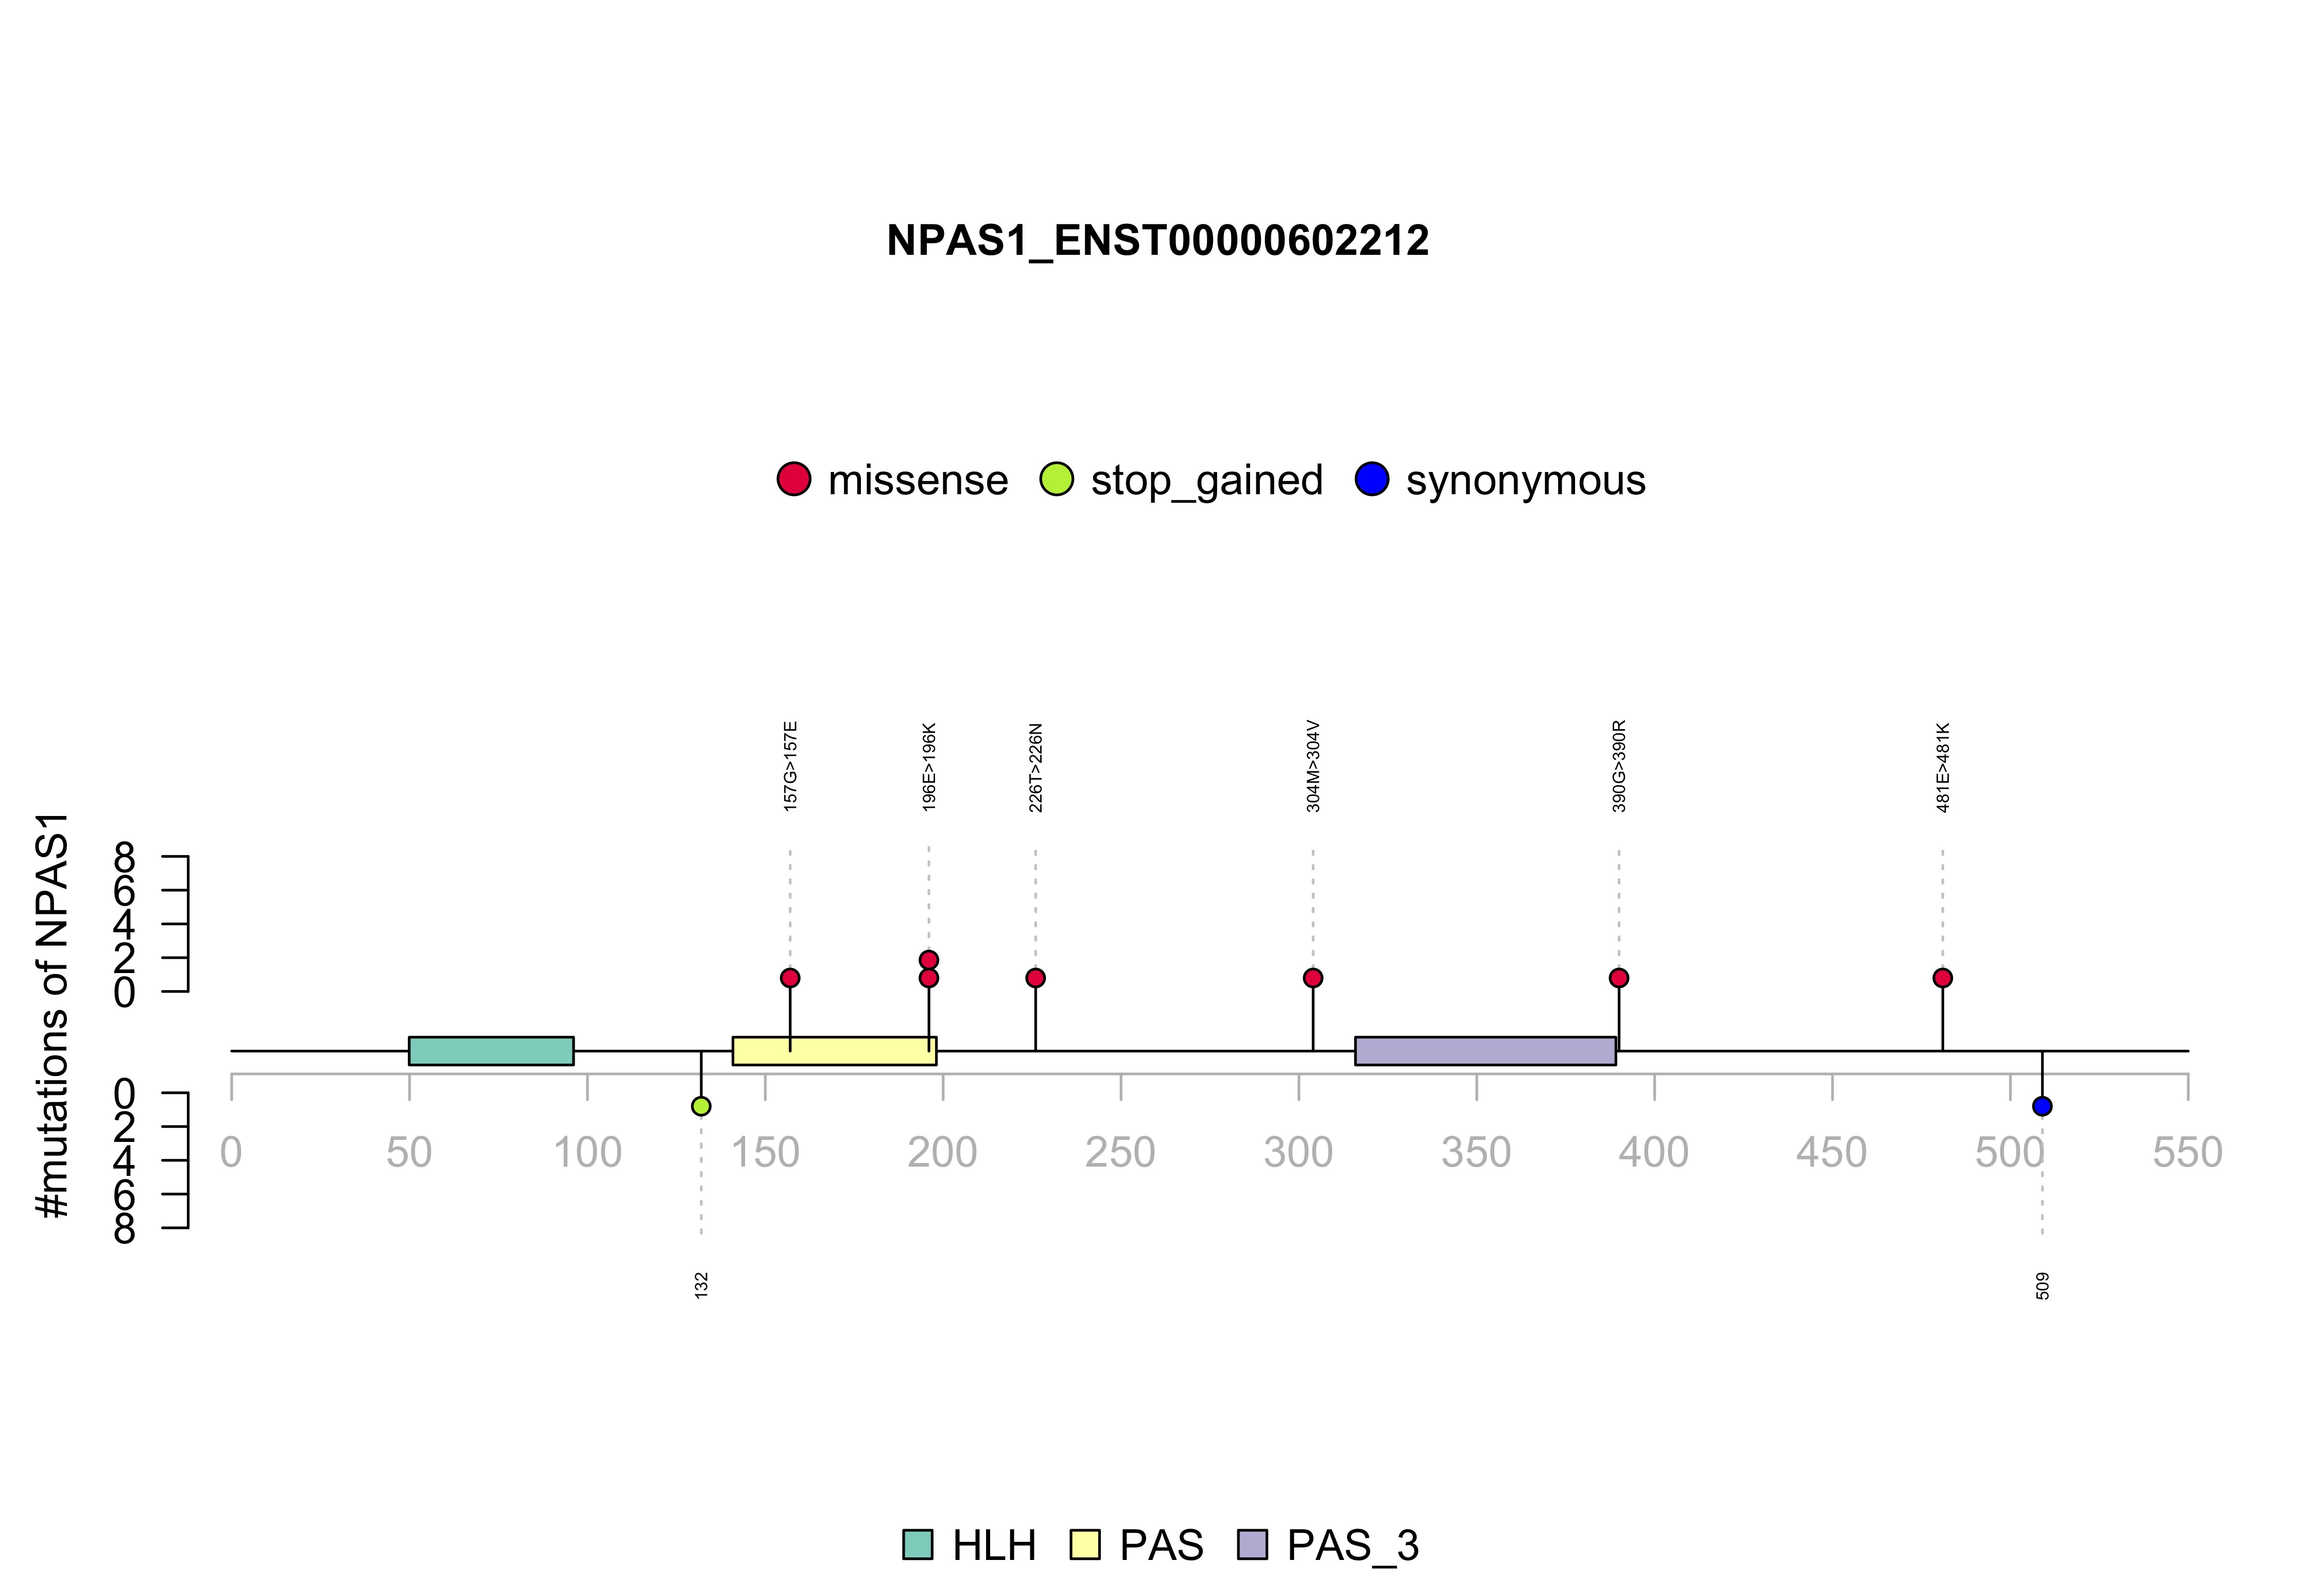 NPAS1_ENST00000602212
missense stop_gained synonymous
157G>157E 196E>196K 226T>226N 304M>304V 390G>390R 481E>481K
#mutations of NPAS1
8
6
4
2
0
0
2
4
6
8
0 50 100 150 200 250 300 350 400 450 500 550
132 509
HLH PAS PAS_3